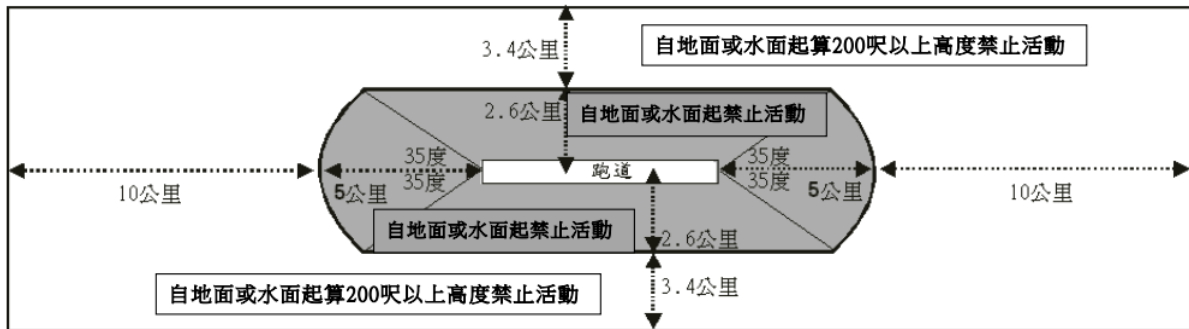 自地面或水面起算200呎以上高度禁止活動
3.4公里
2.6公里
自地面或水面起禁止活動
35度
35度
跑道
35度
35度
10公里
5公里
5公里
10公里
自地面或水面起禁止活動
2.6公里
自地面或水面起算200呎以上高度禁止活動
3.4公里